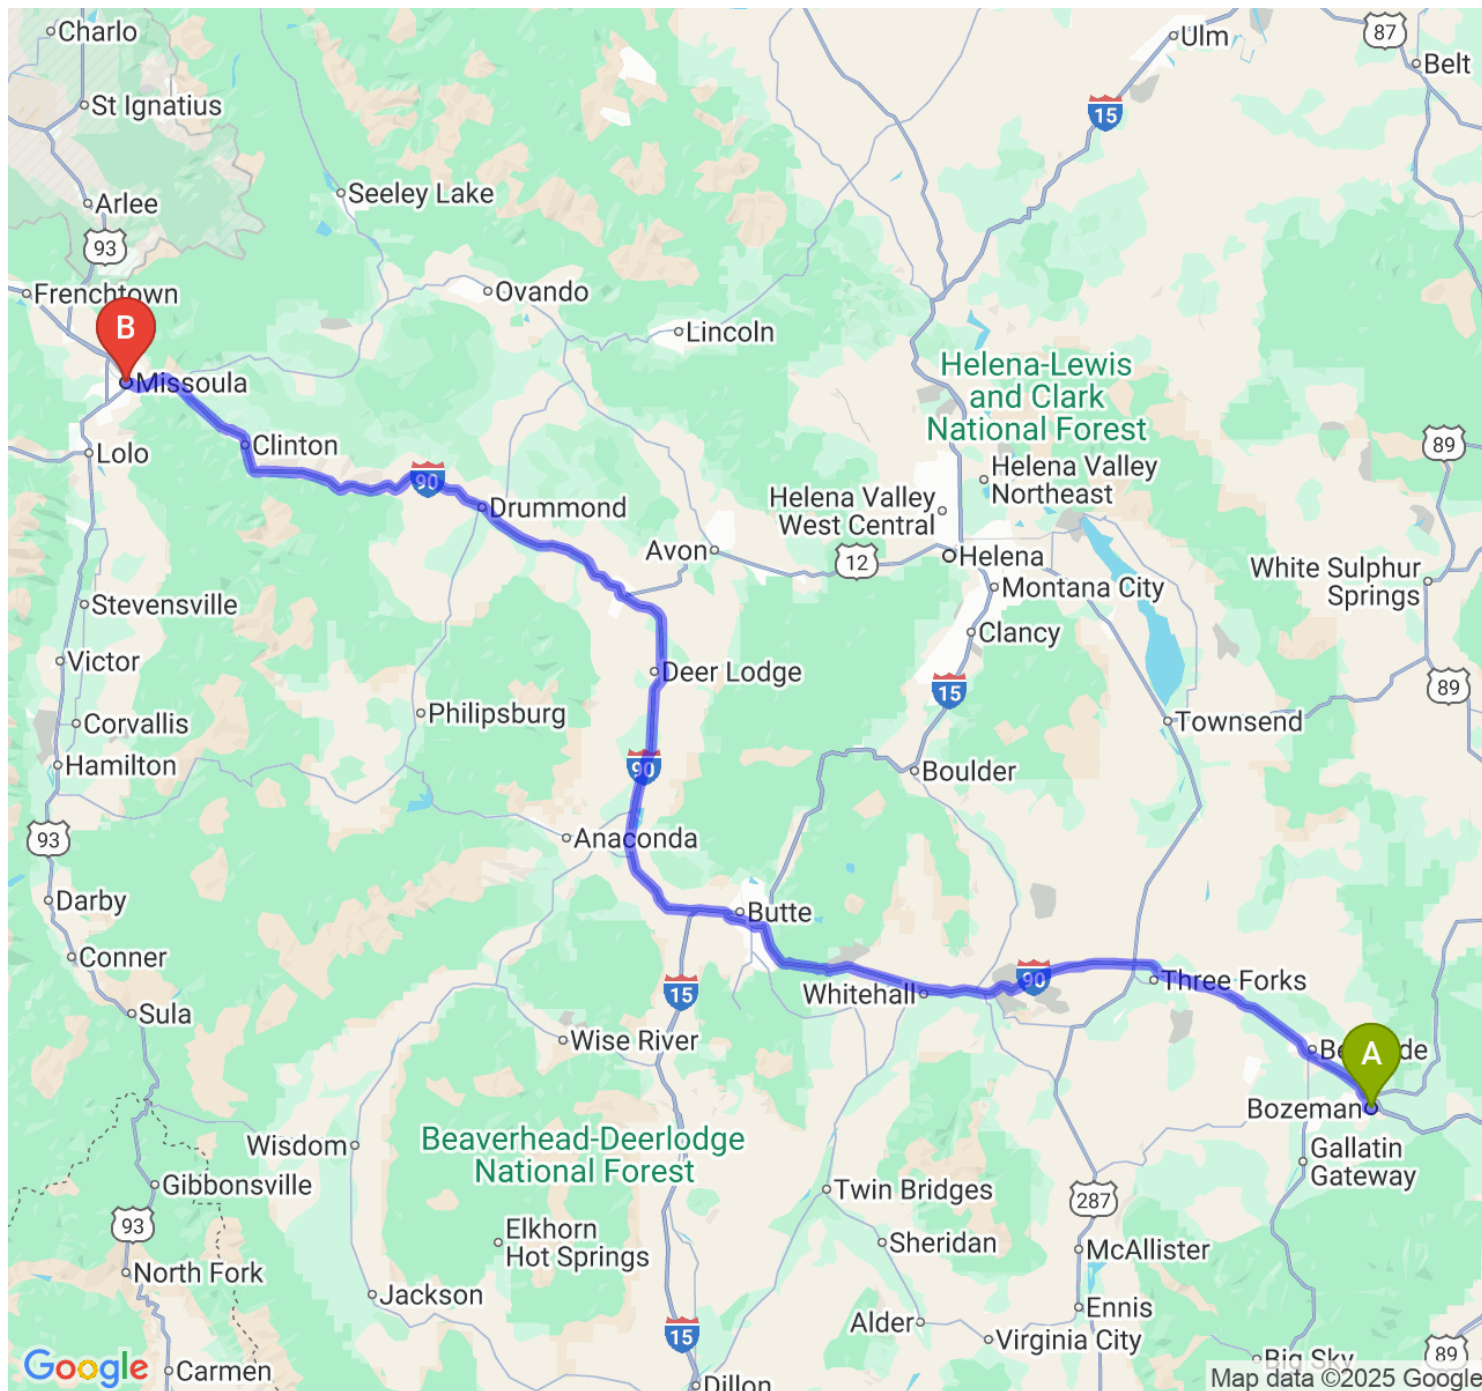 Charlo
Ulm
87
Belt
St Ignatius
15
Seeley Lake
Arlee
93
Frenchtown
Ovando
B
Lincoln
Missoula
Helena-Lewis
and Clark
National Forest
Clinton
Lolo
89
90
Helena Valley
Northeast
Drummond
Helena Valley
West Central
Avon
12
Helena
White Sulphur
Springs
Montana City
Stevensville
Clancy
Victor
Deer Lodge
15
89
Philipsburg
Corvallis
Townsend
Hamilton
90
Boulder
93
Anaconda
Darby
Butte
Conner
Three Forks
90
Whitehall
15
Sula
Wise River
A
Bozeman
Wisdom
Beaverhead-Deerlodge
National Forest
Gallatin
Gateway
Gibbonsville
Twin Bridges
287
93
Elkhorn
Hot Springs
Sheridan
McAllister
North Fork
Jackson
Ennis
Alder
15
Virginia City
Google
Carmen
Big Sky
89
Dillon
Map data ©2025 Google